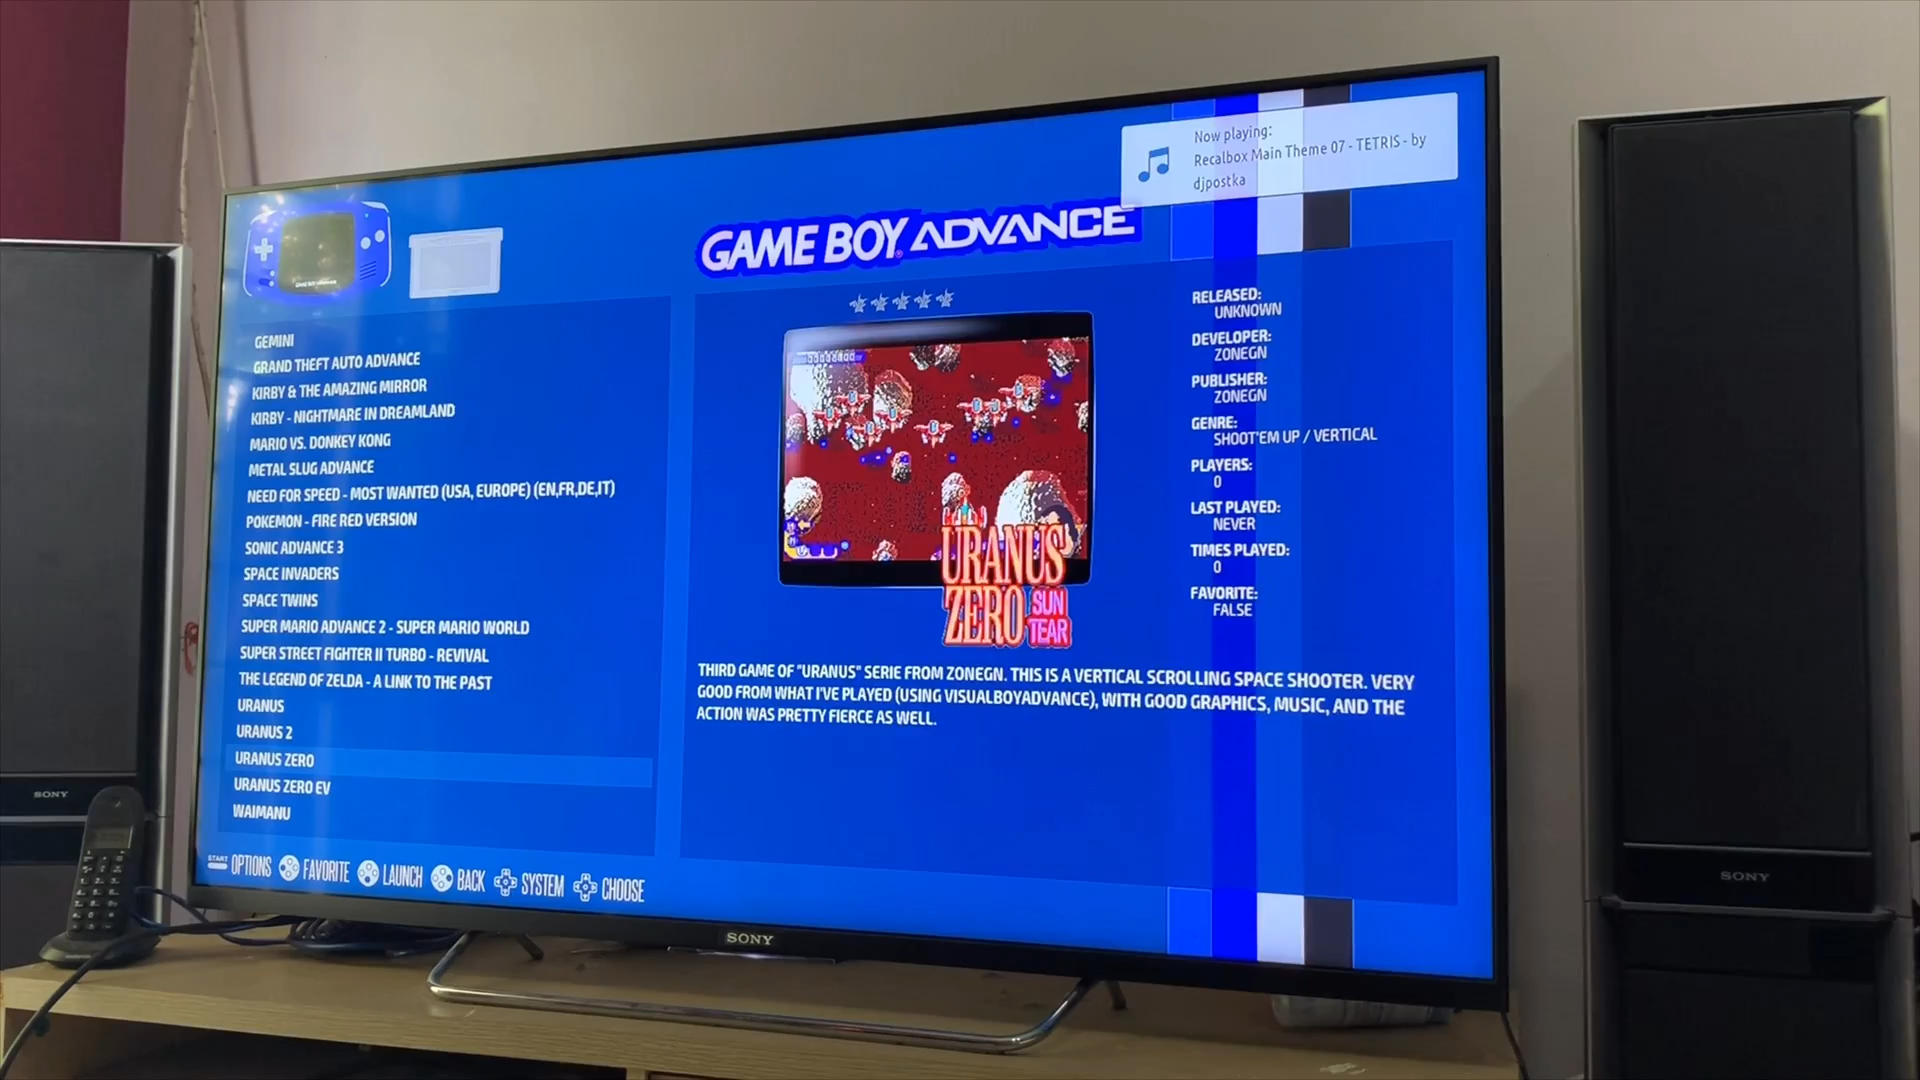 Now playing:
Recalbox Main Theme 07 - TETRIS - by
djpostka
GAME BOY ADVANCE
GEMINI
GRAND THEFT AUTO ADVANCE
KIRBY & THE AMAZING MIRROR
KIRBY - NIGHTMARE IN DREAMLAND
MARIO VS. DONKEY KONG
METAL SLUG ADVANCE
NEED FOR SPEED - MOST WANTED (USA, EUROPE) (EN,FR,DE,IT)
POKEMON - FIRE RED VERSION
SONIC ADVANCE 3
SPACE INVADERS
SPACE TWINS
SUPER MARIO ADVANCE 2 - SUPER MARIO WORLD
SUPER STREET FIGHTER II TURBO - REVIVAL
THE LEGEND OF ZELDA - A LINK TO THE PAST
URANUS
URANUS 2
URANUS ZERO
URANUS ZERO EV
WAIMANU
URANUS
ZERO SUN
TEAR
RELEASED:
UNKNOWN
DEVELOPER:
ZONEGN
PUBLISHER:
ZONEGN
GENRE:
SHOOT'EM UP / VERTICAL
PLAYERS:
0
LAST PLAYED:
NEVER
TIMES PLAYED:
0
FAVORITE:
FALSE
THIRD GAME OF "URANUS" SERIE FROM ZONEGN. THIS IS A VERTICAL SCROLLING SPACE SHOOTER. VERY
GOOD FROM WHAT I'VE PLAYED (USING VISUALBOYADVANCE), WITH GOOD GRAPHICS, MUSIC, AND THE
ACTION WAS PRETTY FIERCE AS WELL.
START OPTIONS FAVORITE LAUNCH BACK SYSTEM CHOOSE
SONY
SONY
SONY